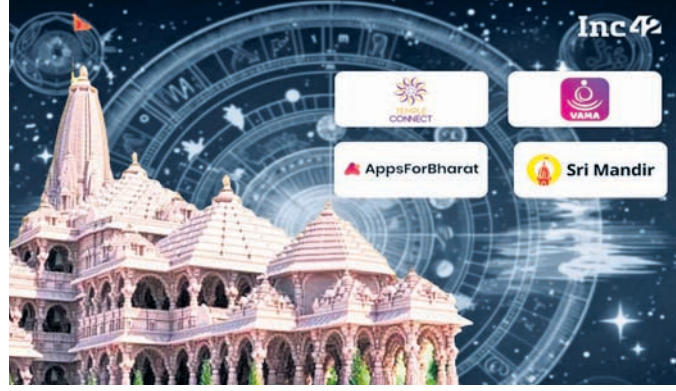 Inc42
TEMPLE
CONNECT
VAMA
AppsForBharat
Sri Mandir